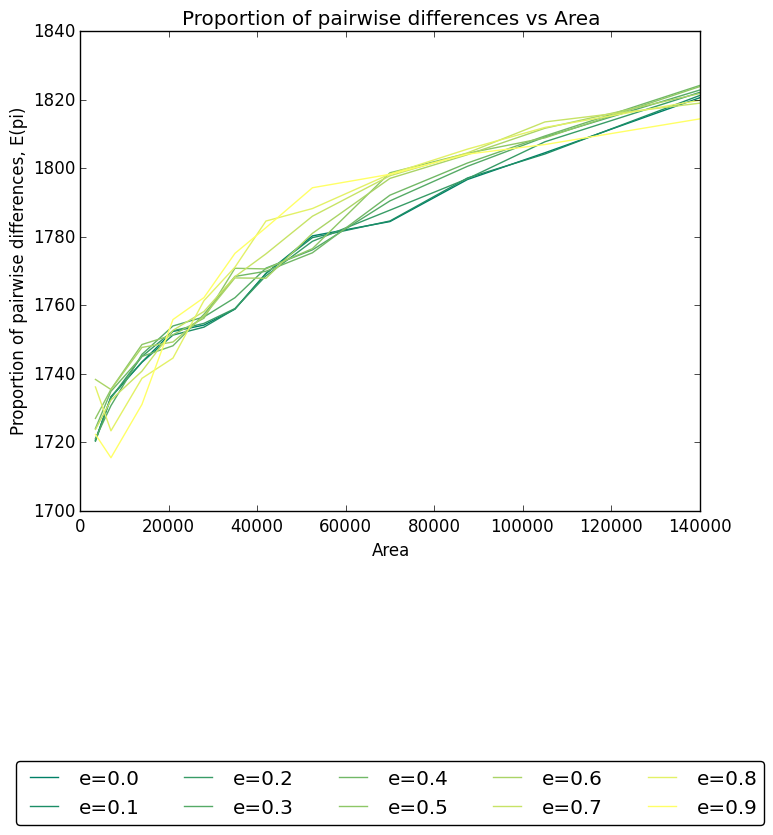 Proportion of pairwise differences vs Area
Proportion of pairwise differences, E(pi)
1840
1820
1800
1780
1760
1740
1720
1700
0 20000 40000 60000 80000 100000 120000 140000
Area
e=0.0 e=0.2 e=0.4 e=0.6 e=0.8
e=0.1 e=0.3 e=0.5 e=0.7 e=0.9